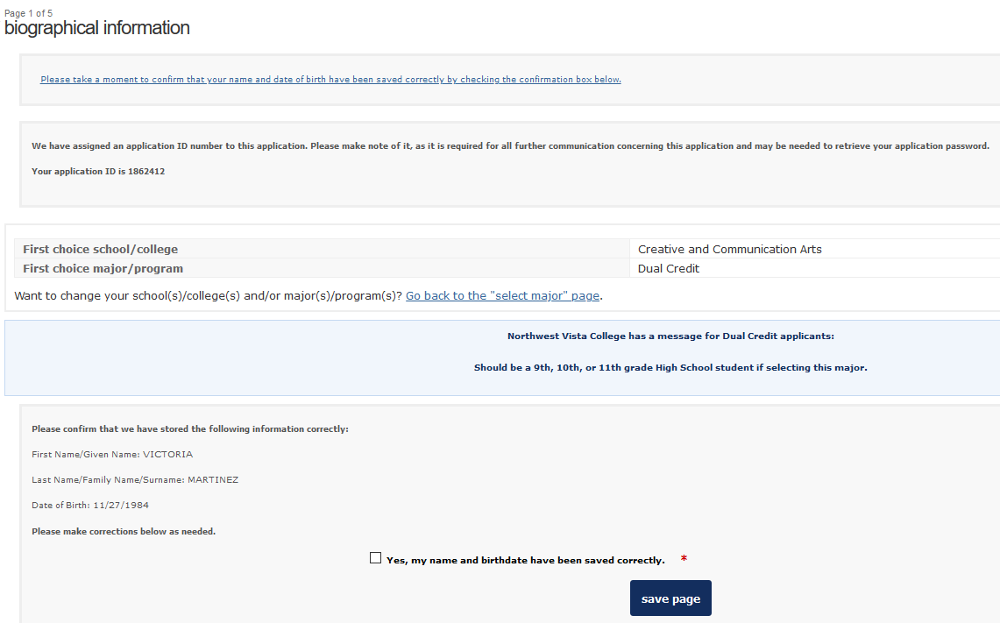 Page 1 of 5
biographical information
Please take a moment to confirm that your name and date of birth have been saved correctly by checking the confirmation box below.
We have assigned an application ID number to this application. Please make note of it, as it is required for all further communication concerning this application and may be needed to retrieve your application password.
Your application ID is 1862412
First choice school/college Creative and Communication Arts
First choice major/program Dual Credit
Want to change your school(s)/college(s) and/or major(s)/program(s)? Go back to the "select major" page.
Northwest Vista College has a message for Dual Credit applicants:
Should be a 9th, 10th, or 11th grade High School student if selecting this major.
Please confirm that we have stored the following information correctly:
First Name/Given Name: VICTORIA
Last Name/Family Name/Surname: MARTINEZ
Date of Birth: 11/27/1984
Please make corrections below as needed.
Yes, my name and birthdate have been saved correctly. *
save page